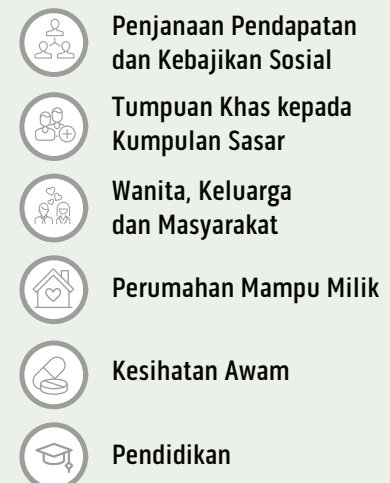 Penjanaan Pendapatan
dan Kebajikan Sosial
Tumpuan Khas kepada
Kumpulan Sasar
Wanita, Keluarga
dan Masyarakat
Perumahan Mampu Milik
Kesihatan Awam
Pendidikan